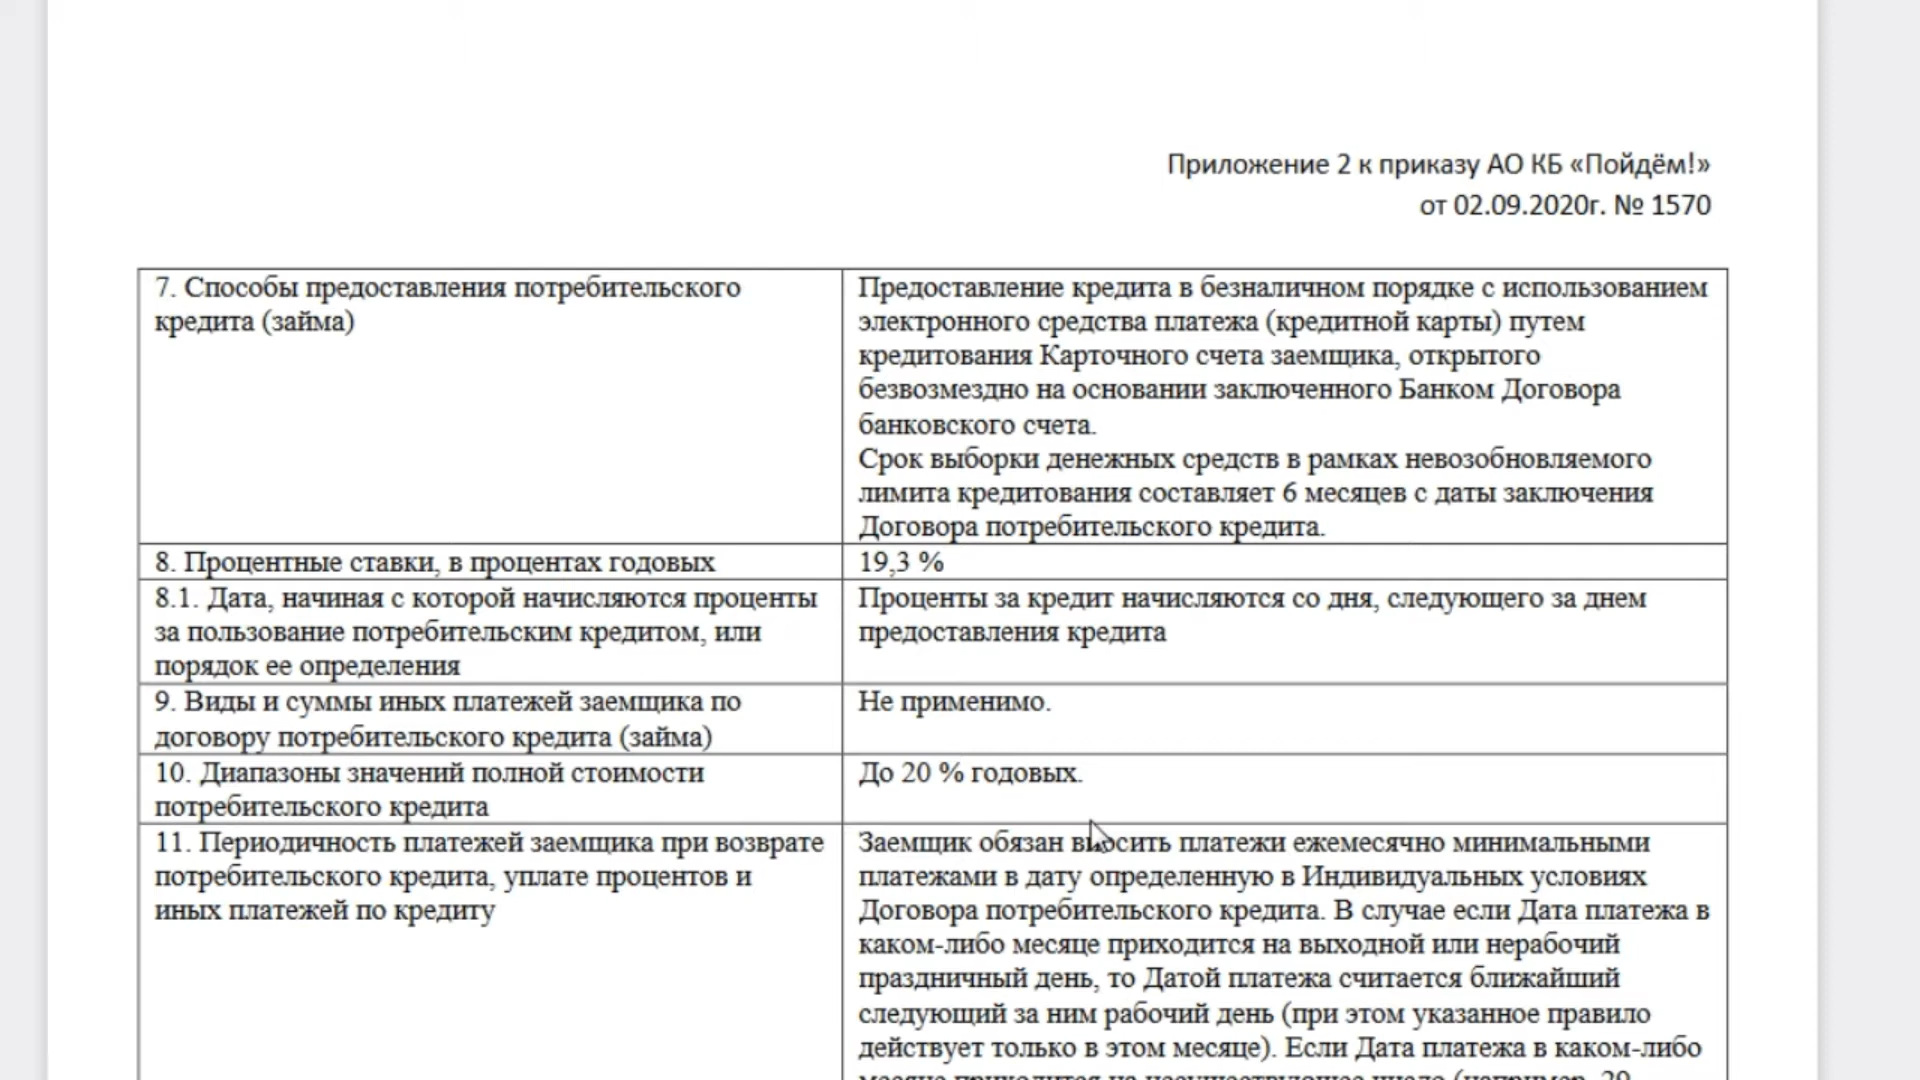 Приложение 2 к приказу АО КБ «Пойдём!»
от 02.09.2020г. № 1570
7. Способы предоставления потребительского
кредита (займа)
Предоставление кредита в безналичном порядке с использованием
электронного средства платежа (кредитной карты) путем
кредитования Карточного счета заемщика, открытого
безвозмездно на основании заключенного Банком Договора
банковского счета.
Срок выборки денежных средств в рамках невозобновляемого
лимита кредитования составляет 6 месяцев с даты заключения
Договора потребительского кредита.
8. Процентные ставки, в процентах годовых
19,3 %
8.1. Дата, начиная с которой начисляются проценты
за пользование потребительским кредитом, или
порядок ее определения
Проценты за кредит начисляются со дня, следующего за днем
предоставления кредита
9. Виды и суммы иных платежей заемщика по
договору потребительского кредита (займа)
Не применимо.
10. Диапазоны значений полной стоимости
потребительского кредита
До 20 % годовых.
11. Периодичность платежей заемщика при возврате
потребительского кредита, уплате процентов и
иных платежей по кредиту
Заемщик обязан вносить платежи ежемесячно минимальными
платежами в дату определенную в Индивидуальных условиях
Договора потребительского кредита. В случае если Дата платежа в
каком-либо месяце приходится на выходной или нерабочий
праздничный день, то Датой платежа считается ближайший
следующий за ним рабочий день (при этом указанное правило
действует только в этом месяце). Если Дата платежа в каком-либо
месяце приходится на несуществующее число (например, 29